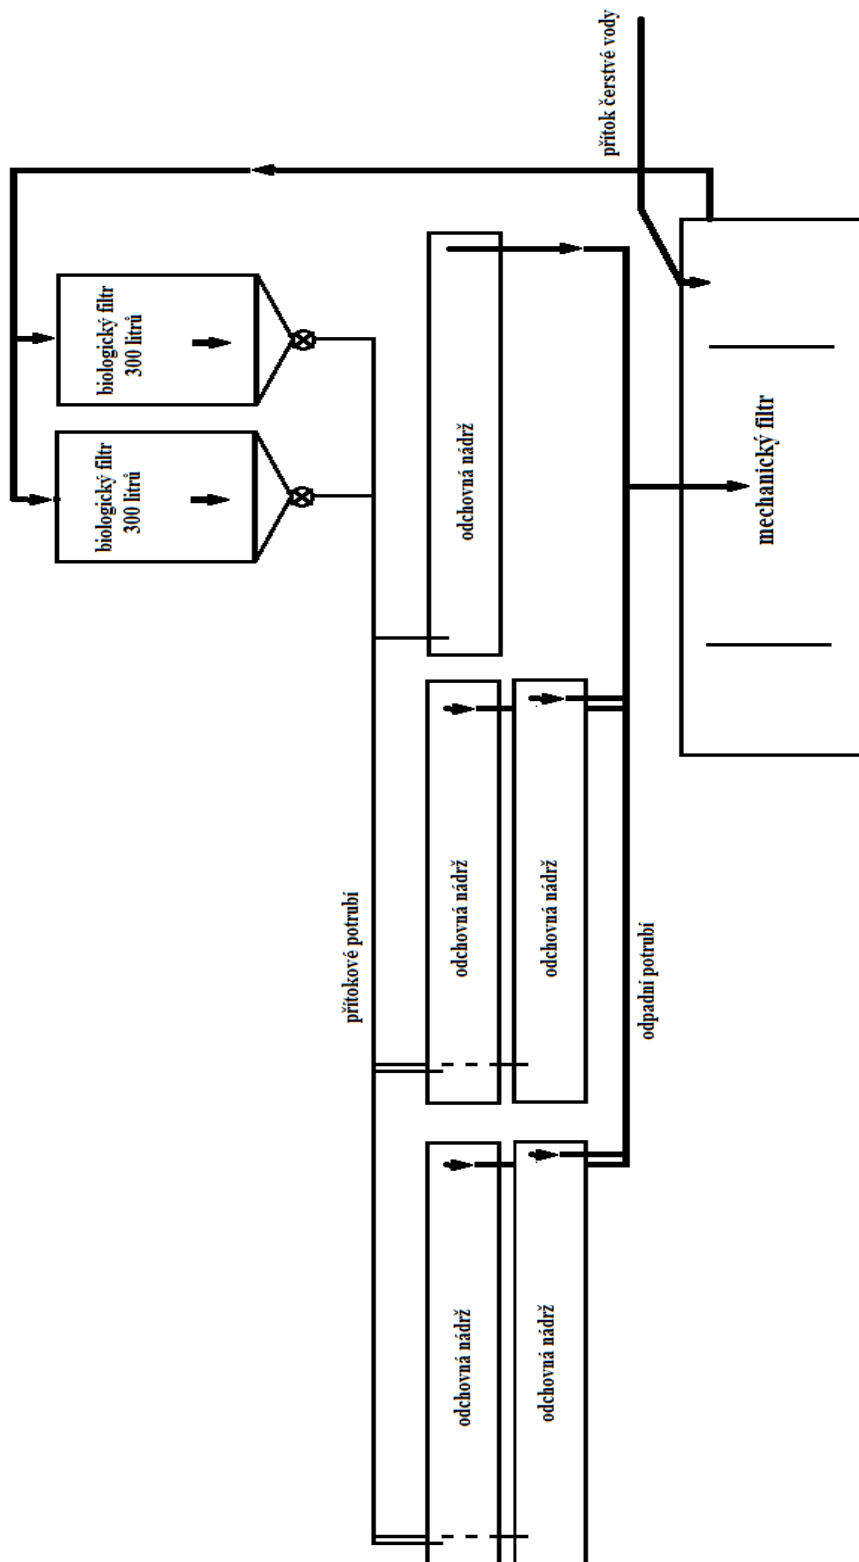 přítok čerstvé vody
biologický filtr
300 litrů
biologický filtr
300 litrů
odchovná nádrž
mechanický filtr
přítokové potrubí
odchovná nádrž
odchovná nádrž
odpadní potrubí
odchovná nádrž
odchovná nádrž